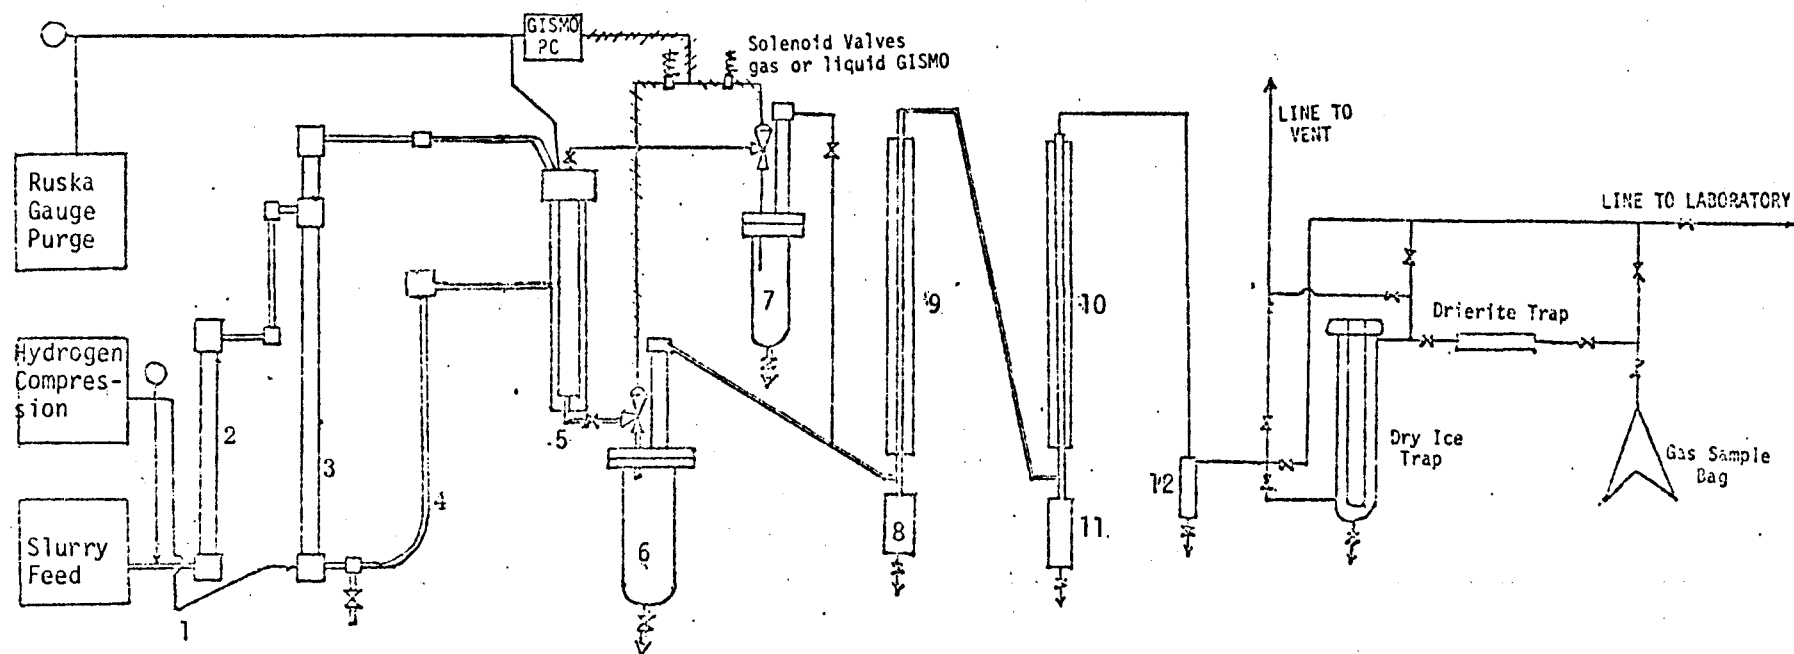 GISMO
PC
Solenoid Valves
gas or liquid GISMO
Ruska
Gauge
Purge
Hydrogen
Compres-
sion
Slurry
Feed
1
2
3
4
5
6
7
8
9
10
11
12
LINE TO
VENT
LINE TO LABORATORY
Drierite Trap
Dry Ice
Trap
Gas Sample
Bag